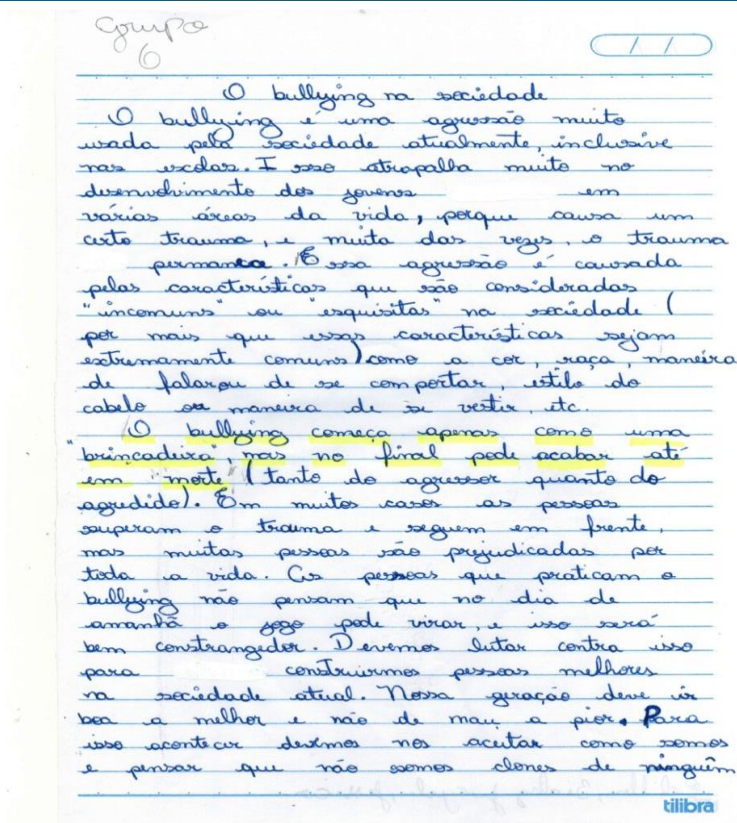 Grupo
6
/ /
O bullying na sociedade
O bullying é uma agressão muito
usada pela sociedade atualmente, inclusive
nas escolas. I sso atrapalha muito no
desenvolvimento dos jovens em
várias áreas da vida, porque causa um
certo trauma, e muita das vezes, o trauma
permaneca. E ssa agressão é causada
pelas características que são consideradas
"incomuns" ou "esquisitas" na sociedade (
por mais que essas características sejam
extremamente comuns) como a cor, raça, maneira
de falar ou de se comportar, estilo do
cabelo ou maneira de se vestir, etc.
O bullying começa apenas como uma
"brincadeira", mas no final pode acabar até
em morte (tanto do agressor quanto do
agredido). Em muitos casos as pessoas
superam o trauma e seguem em frente,
mas muitas pessoas são prejudicadas por
toda a vida. As pessoas que praticam o
bullying não pensam que no dia de
amanhã o jogo pode virar, e isso será
bem constrangedor. Devemos lutar contra isso
para construirmos pessoas melhores
na sociedade atual. Nossa geração deve ir
boa a melhor e não de mau a pior. Para
isso acontecer devemos nos aceitar como somos
e pensar que não somos clones de ninguém
tilibra